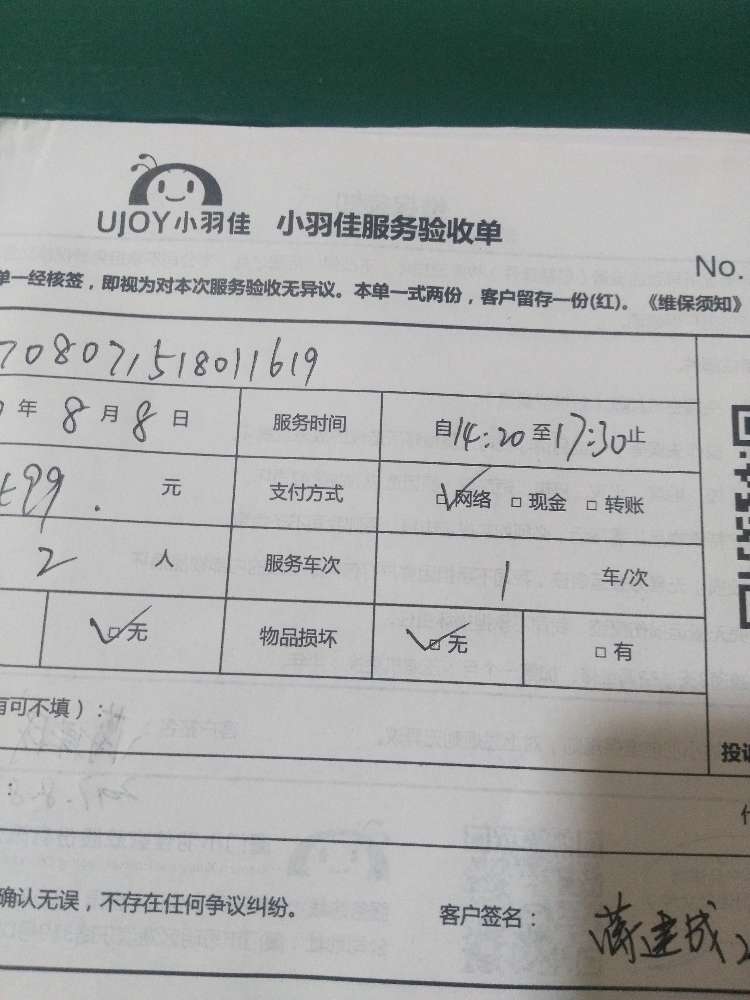 UJOY小羽佳 小羽佳服务验收单
No.
单一经核签，即视为对本次服务验收无异议。本单一式两份，客户留存一份(红)。《维保须知》
708071518011619
年 8 月 8 日 服务时间 自14:20至17:30止
499. 元 支付方式 网络 现金 转账
2 人 服务车次 1 车/次
无 物品损坏 无 有
有可不填）：
投诉
：
确认无误，不存在任何争议纠纷。 客户签名： 蒋建成